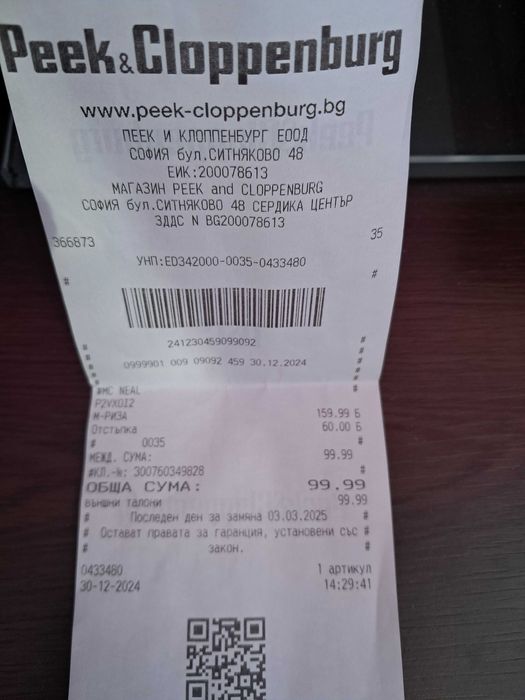 Peek&Cloppenburg
www.peek-cloppenburg.bg
ПЕЕК И КЛОППЕНБУРГ ЕООД
СОФИЯ бул.СИТНЯКОВО 48
ЕИК:200078613
МАГАЗИН PEEK and CLOPPENBURG
СОФИЯ бул.СИТНЯКОВО 48 СЕРДИКА ЦЕНТЪР
ЗДДС N BG200078613
366873 35
УНП:ED342000-0035-0433480
# #
241230459099092 #
# #
# 0999901 009 09092 459 30.12.2024 #
#MC NEAL #
P2VXDI2
М-РИЗА 159.99 Б
Отстъпка 60.00 Б
# 0035 #
МЕЖД. СУМА: 99.99
#КЛ.-№: 300760349828 #
ОБЩА СУМА: 99.99
ВЪНШНИ ТАЛОНИ 99.99
# Последен ден за замяна 03.03.2025 #
# Остават правата за гаранция, установени със #
# закон. #
0433480 1 артикул
30-12-2024 14:29:41